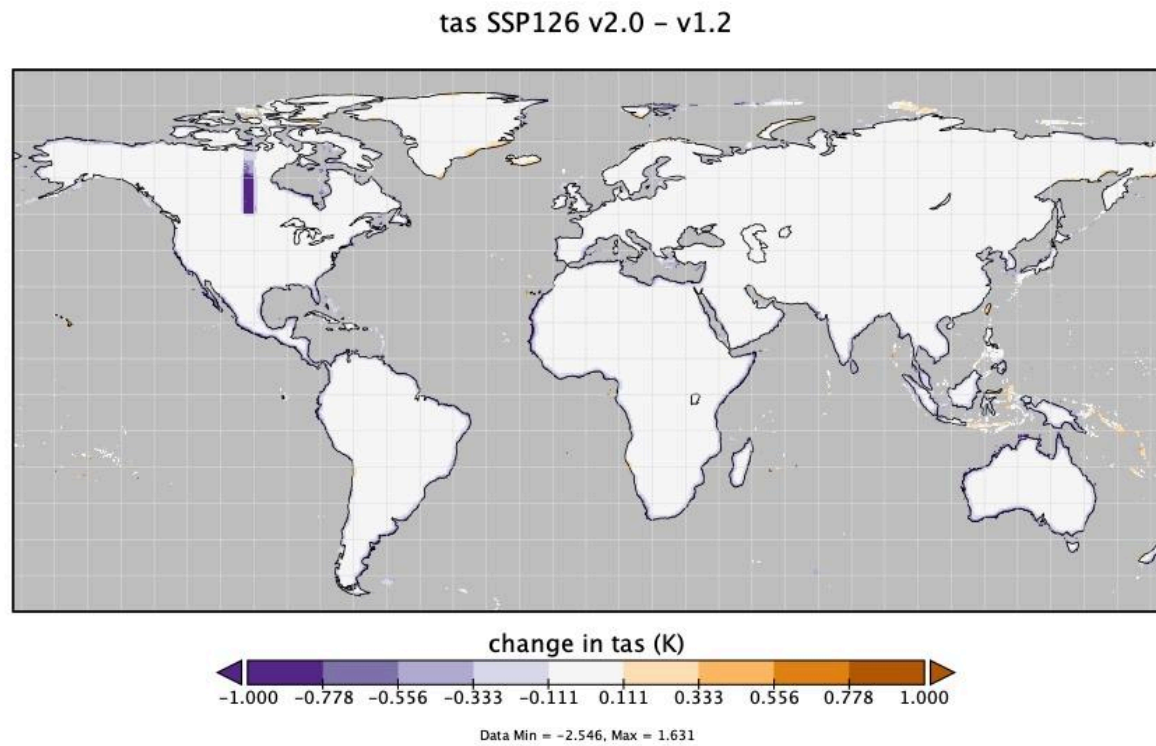 tas SSP126 v2.0 – v1.2
change in tas (K)
-1.000 -0.778 -0.556 -0.333 -0.111 0.111 0.333 0.556 0.778 1.000
Data Min = -2.546, Max = 1.631